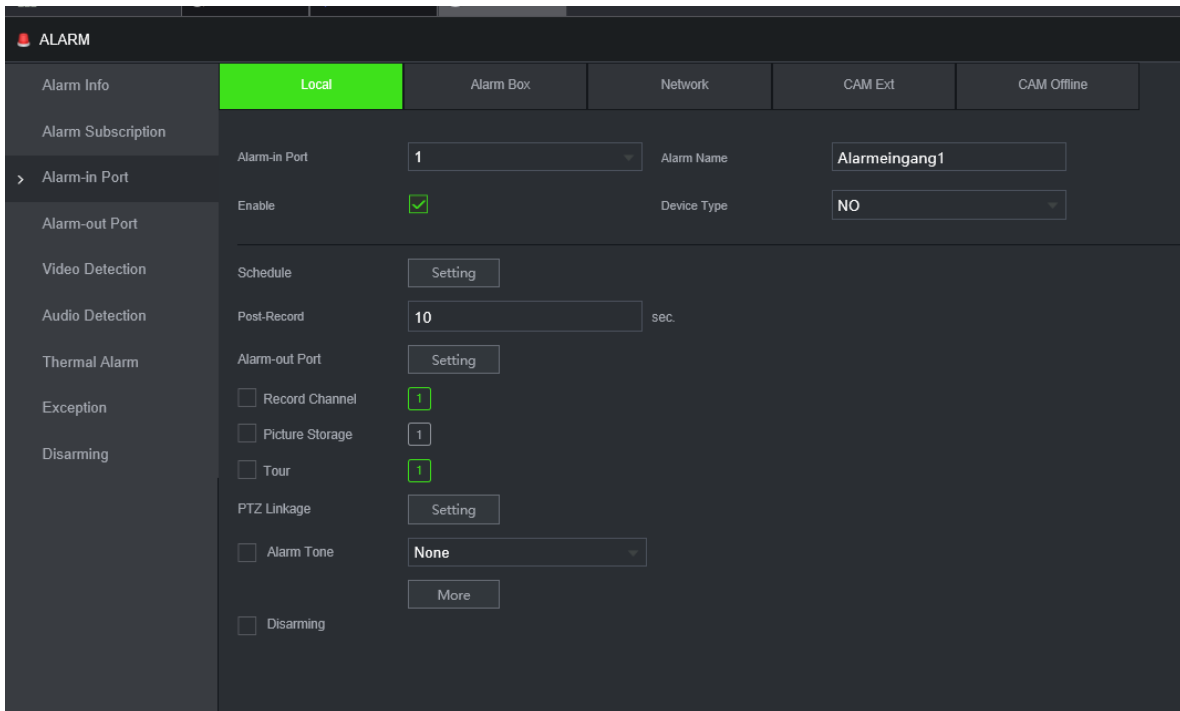 ALARM
Alarm Info
Alarm Subscription
Alarm-in Port
Alarm-out Port
Video Detection
Audio Detection
Thermal Alarm
Exception
Disarming
Local Alarm Box Network CAM Ext CAM Offline
Alarm-in Port 1 Alarm Name Alarmeingang1
Enable Device Type NO
Schedule Setting
Post-Record 10 sec.
Alarm-out Port Setting
Record Channel 1
Picture Storage 1
Tour 1
PTZ Linkage Setting
Alarm Tone None
More
Disarming